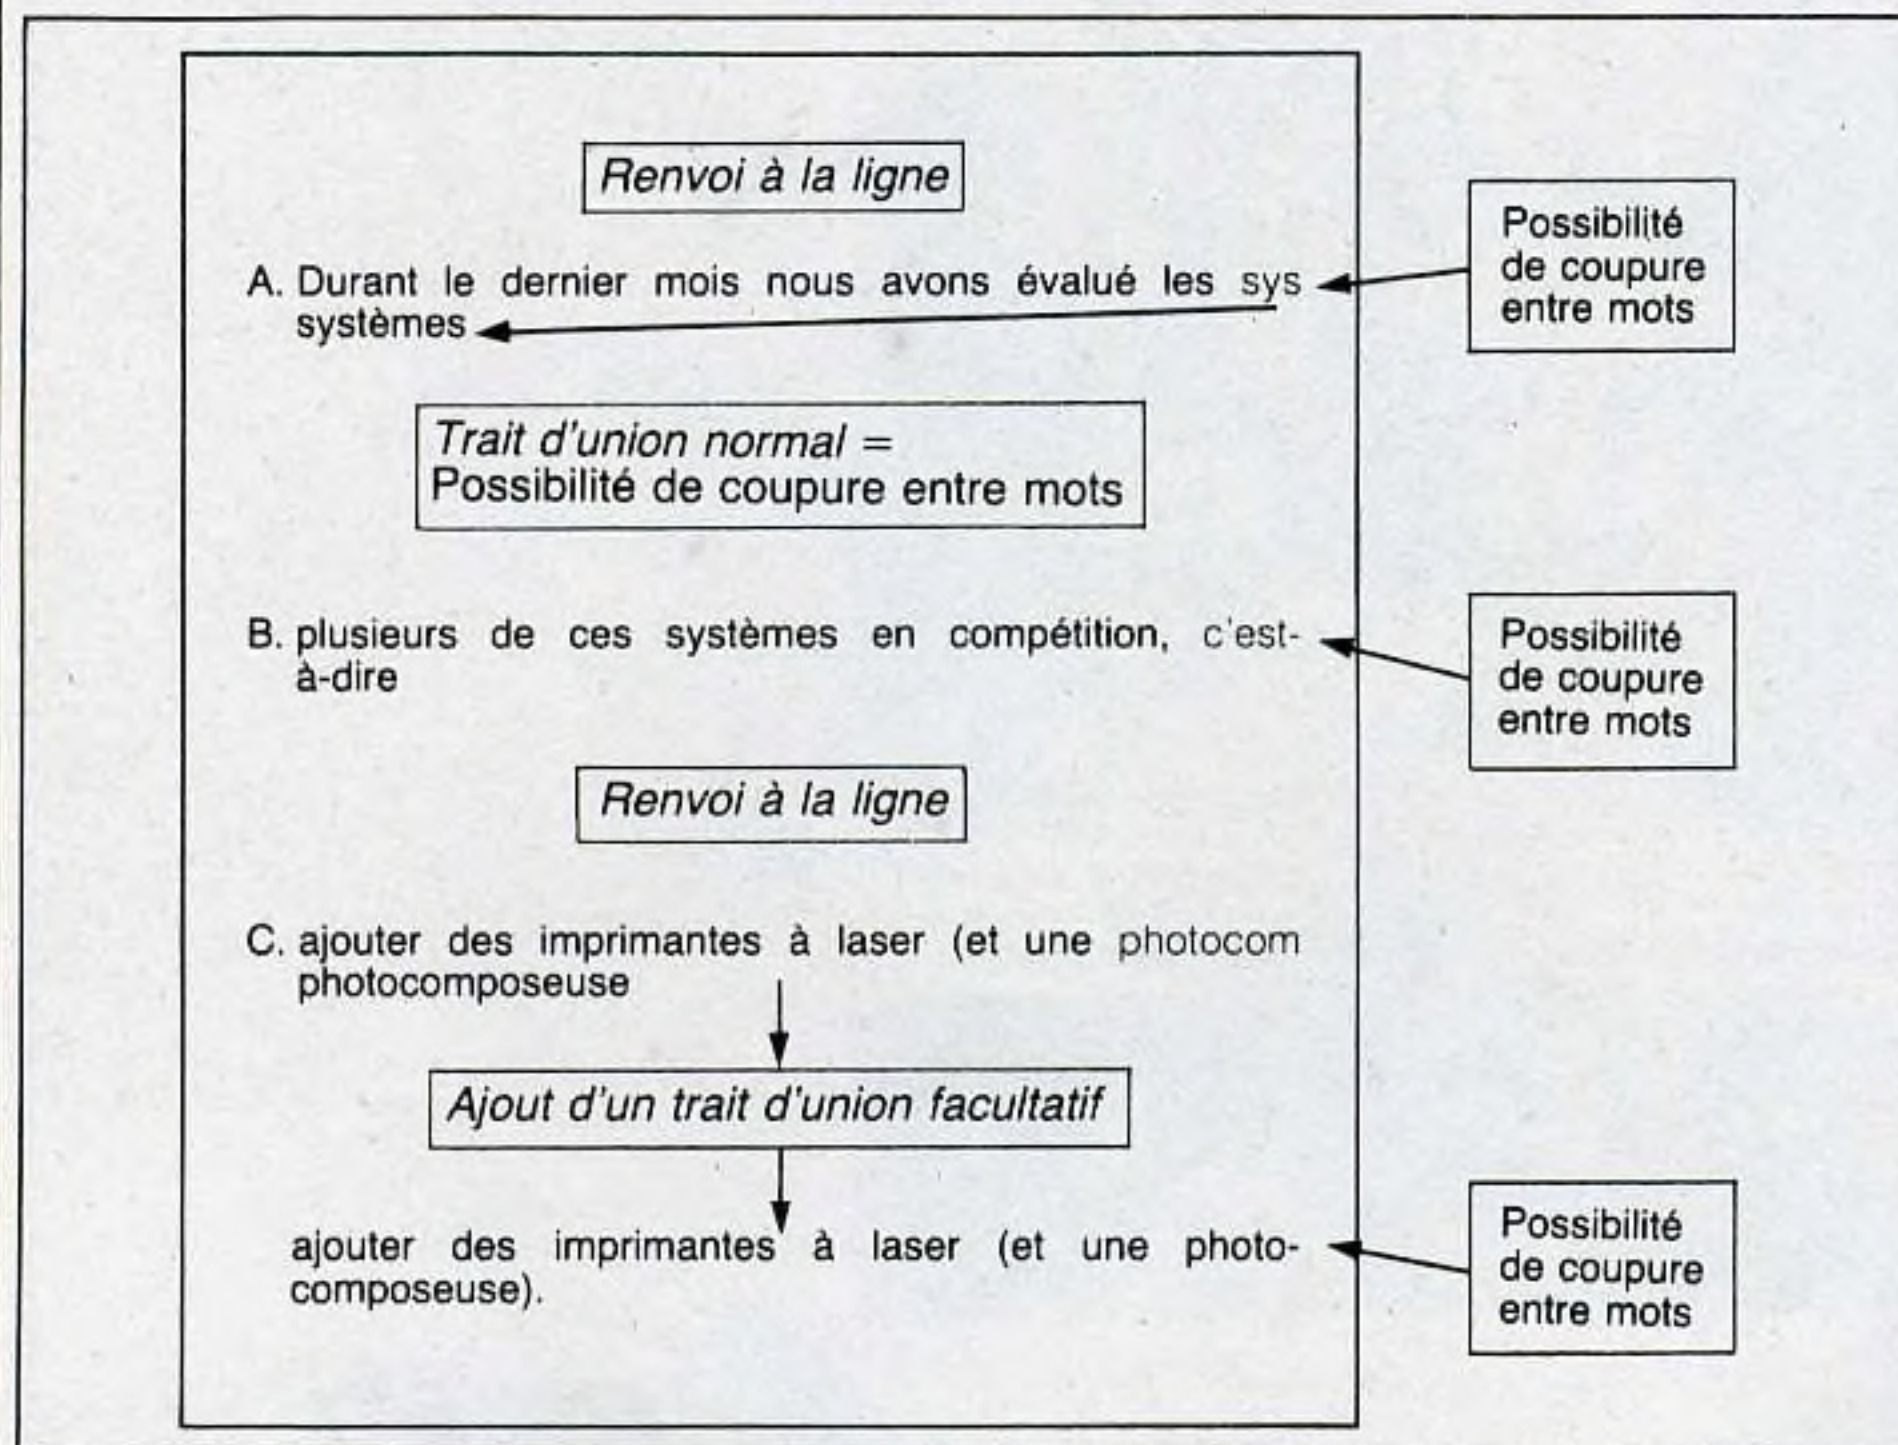 Renvoi à la ligne
A. Durant le dernier mois nous avons évalué les sys
systèmes
Possibilité
de coupure
entre mots
Trait d'union normal =
Possibilité de coupure entre mots
B. plusieurs de ces systèmes en compétition, c'est-
à-dire
Possibilité
de coupure
entre mots
Renvoi à la ligne
C. ajouter des imprimantes à laser (et une photocom
photocomposeuse
Ajout d'un trait d'union facultatif
ajouter des imprimantes à laser (et une photo-
composeuse).
Possibilité
de coupure
entre mots